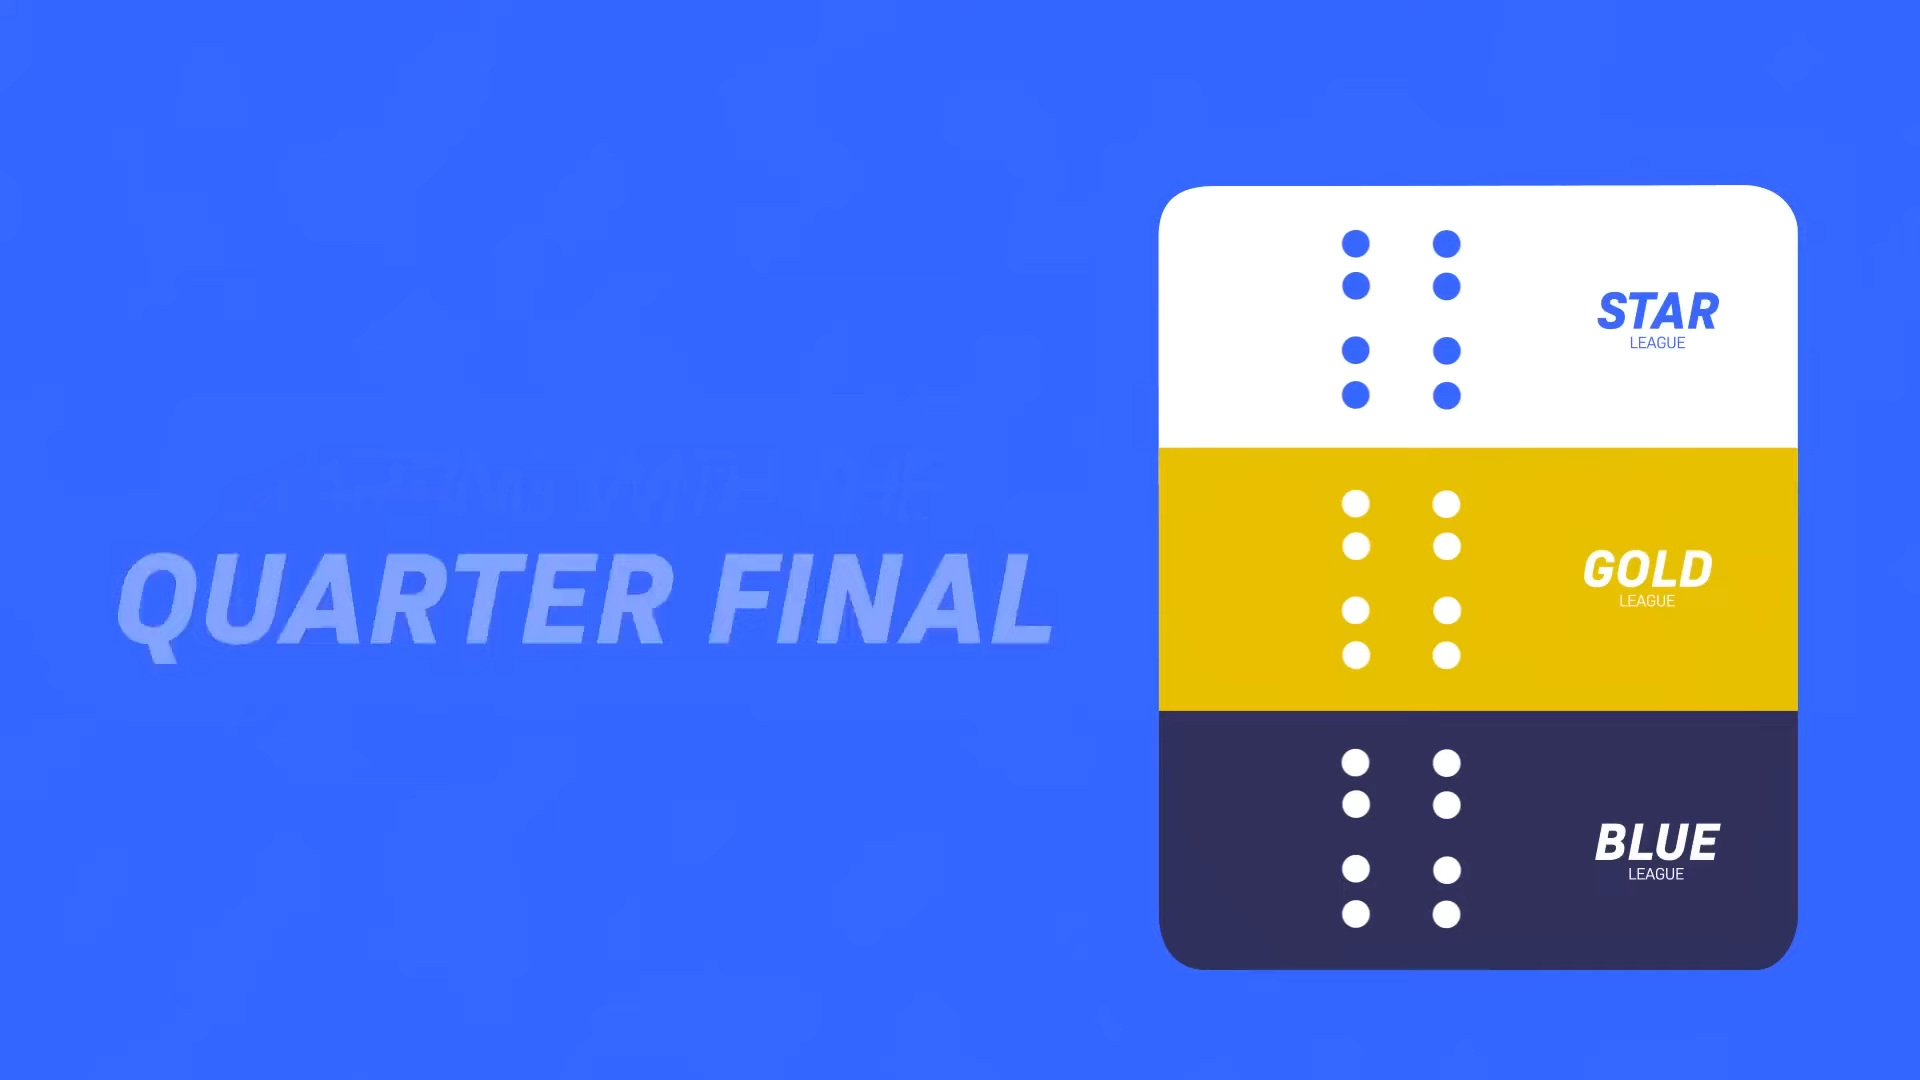 QUARTER FINAL
STAR
LEAGUE
GOLD
LEAGUE
BLUE
LEAGUE